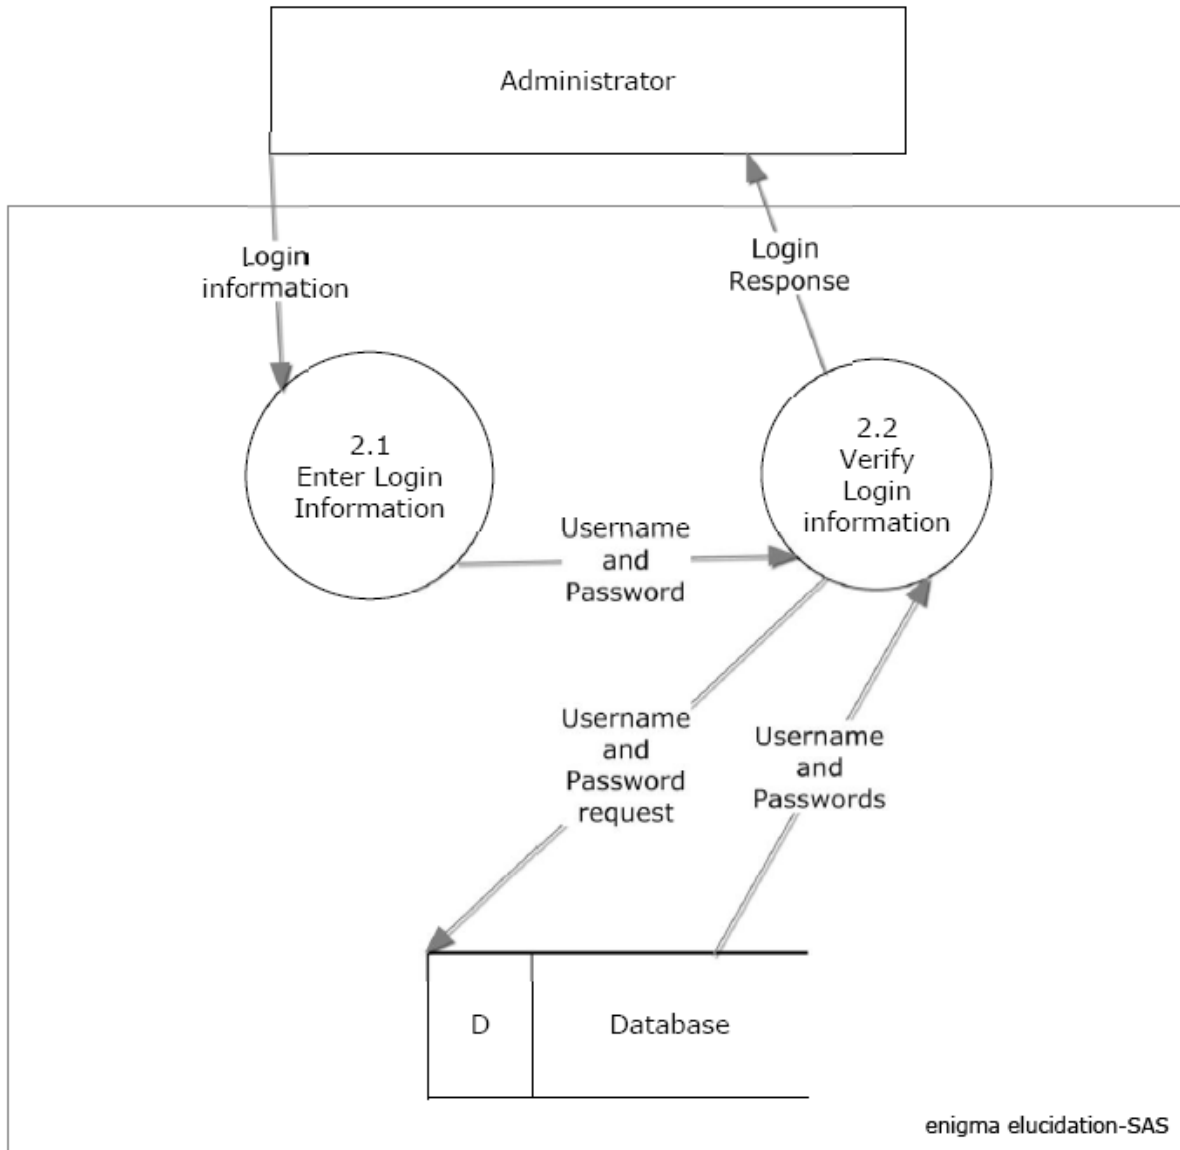 Administrator
Login
information
Login
Response
2.1
Enter Login
Information
2.2
Verify
Login
information
Username
and
Password
Username
and
Password
request
Username
and
Passwords
D
Database
enigma elucidation-SAS